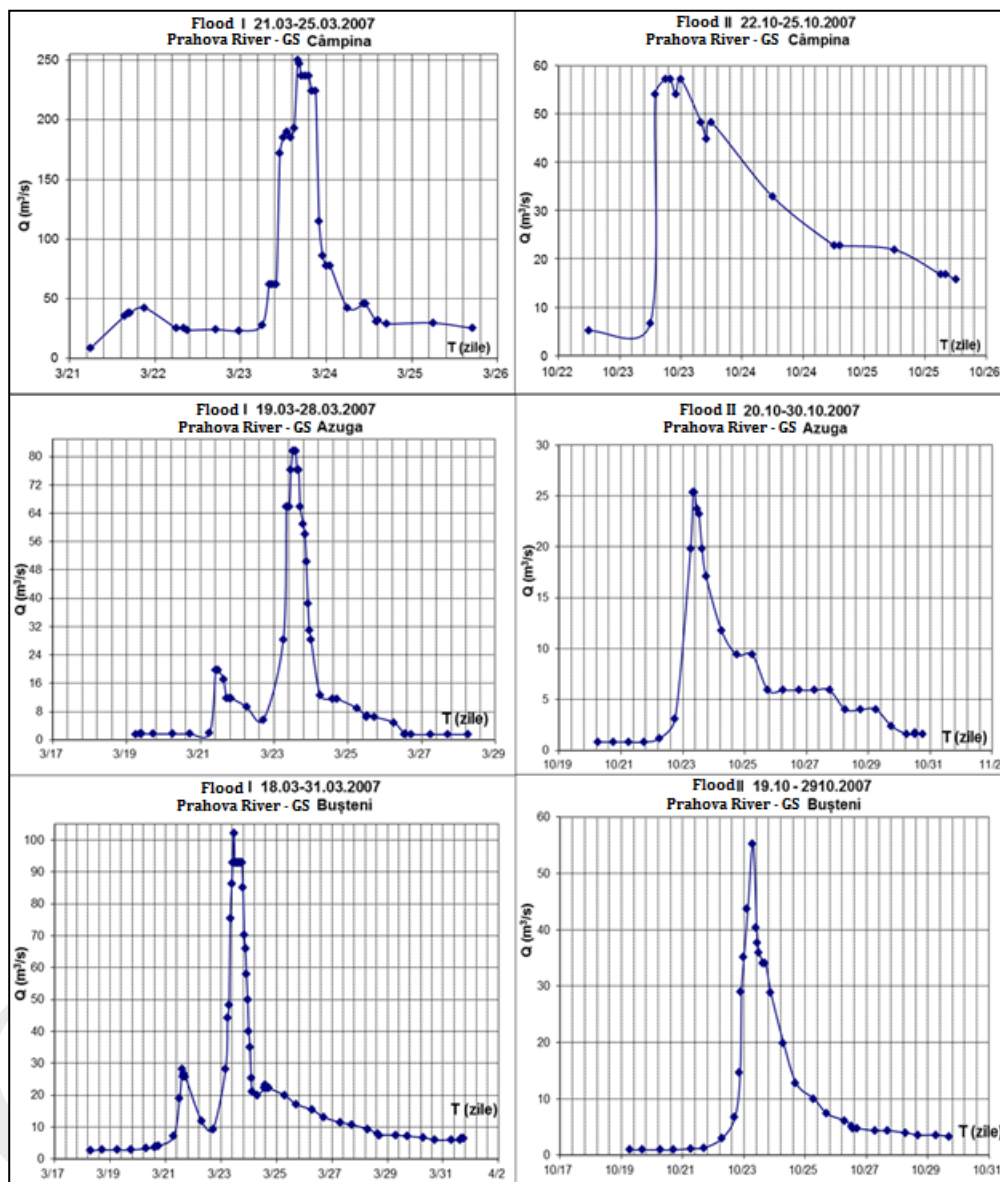 Flood I 21.03-25.03.2007
Prahova River - GS Câmpina
250
200
150
100
50
0
Q (m³/s)
T (zile)
3/21 3/22 3/23 3/24 3/25 3/26
Flood II 22.10-25.10.2007
Prahova River - GS Câmpina
60
50
40
30
20
10
0
Q (m³/s)
T (zile)
10/22 10/23 10/23 10/24 10/24 10/25 10/25 10/26
Flood I 19.03-28.03.2007
Prahova River - GS Azuga
80
72
64
56
48
40
32
24
16
8
0
Q (m³/s)
T (zile)
3/17 3/19 3/21 3/23 3/25 3/27 3/29
Flood II 20.10-30.10.2007
Prahova River - GS Azuga
30
25
20
15
10
5
0
Q (m³/s)
T (zile)
10/19 10/21 10/23 10/25 10/27 10/29 10/31 11/2
Flood I 18.03-31.03.2007
Prahova River - GS Bușteni
100
90
80
70
60
50
40
30
20
10
0
Q (m³/s)
T (zile)
3/17 3/19 3/21 3/23 3/25 3/27 3/29 3/31 4/2
Flood II 19.10 - 2910.2007
Prahova River - GS Bușteni
60
50
40
30
20
10
0
Q (m³/s)
T (zile)
10/17 10/19 10/21 10/23 10/25 10/27 10/29 10/31